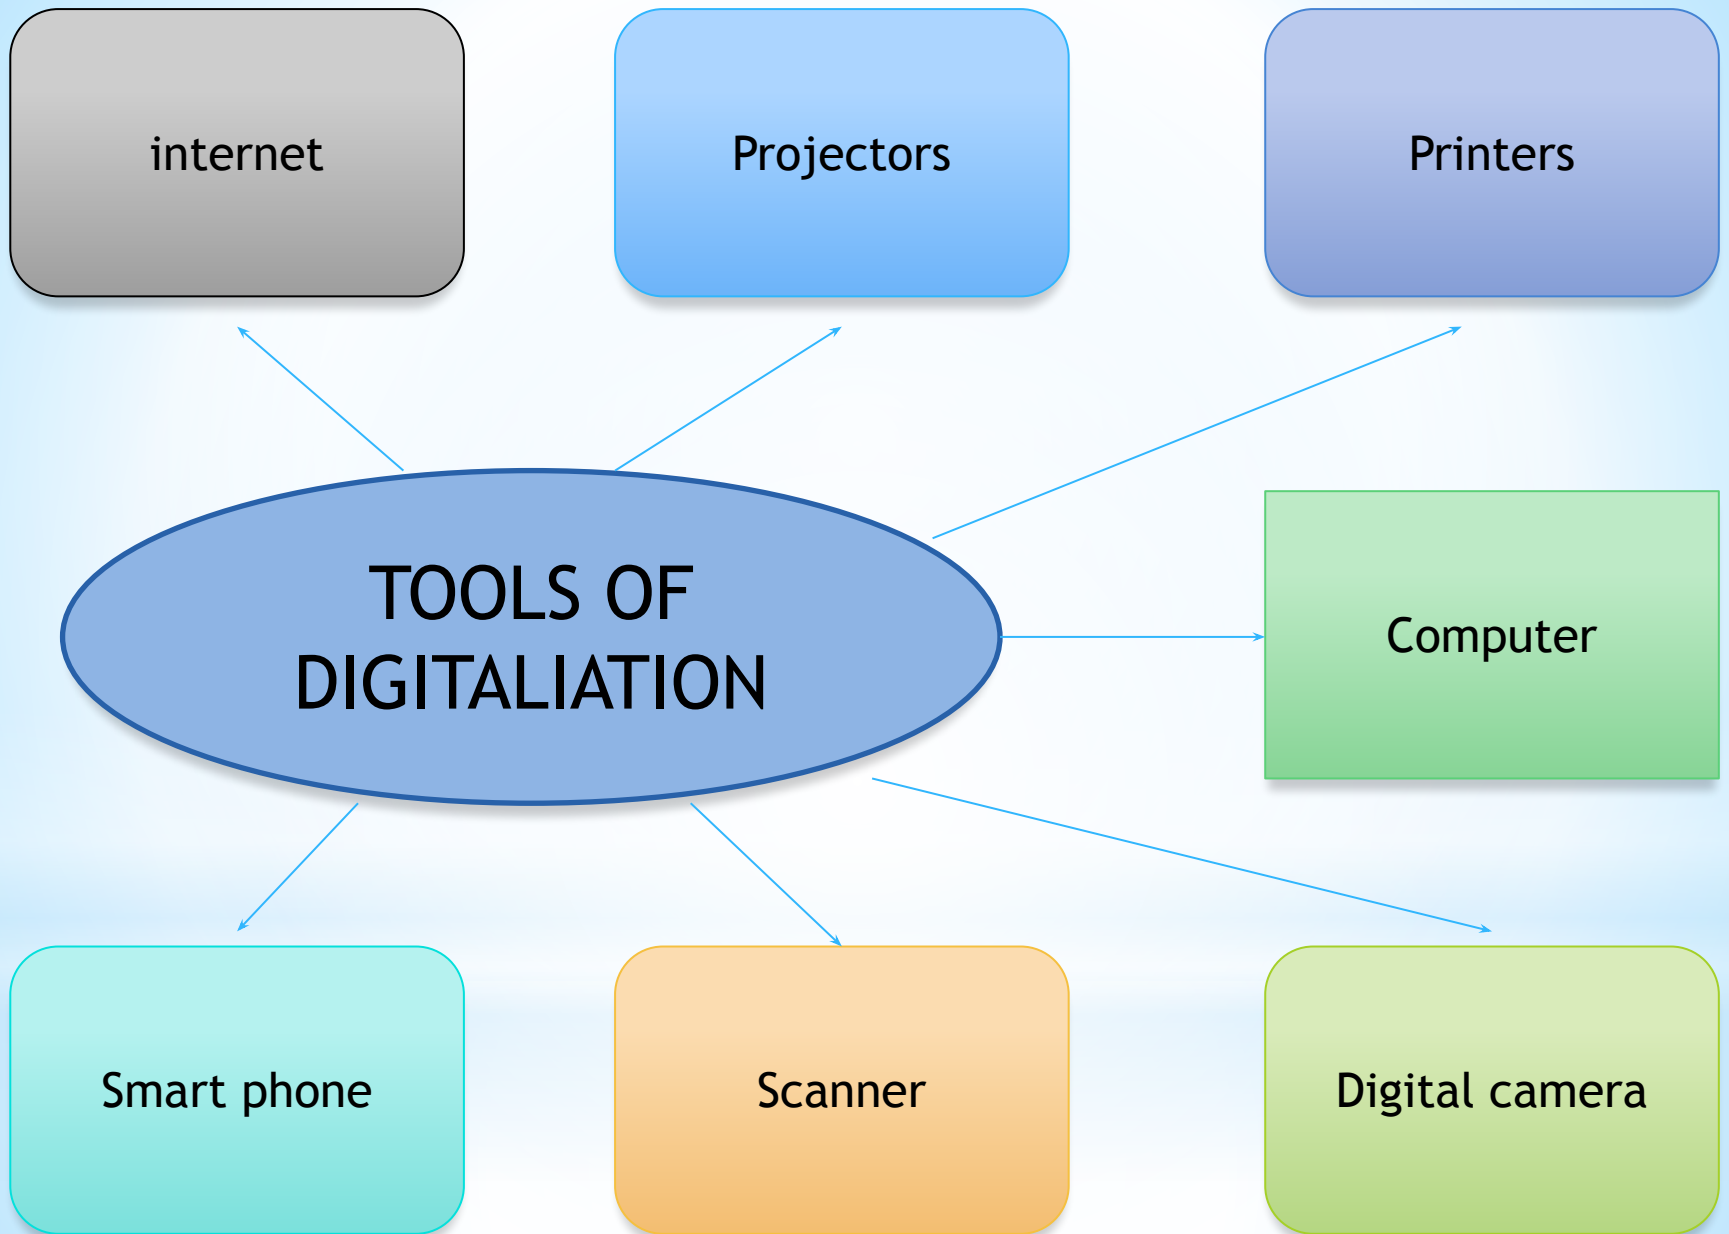 internet
Projectors
Printers
TOOLS OF
DIGITALIATION
Computer
Smart phone
Scanner
Digital camera